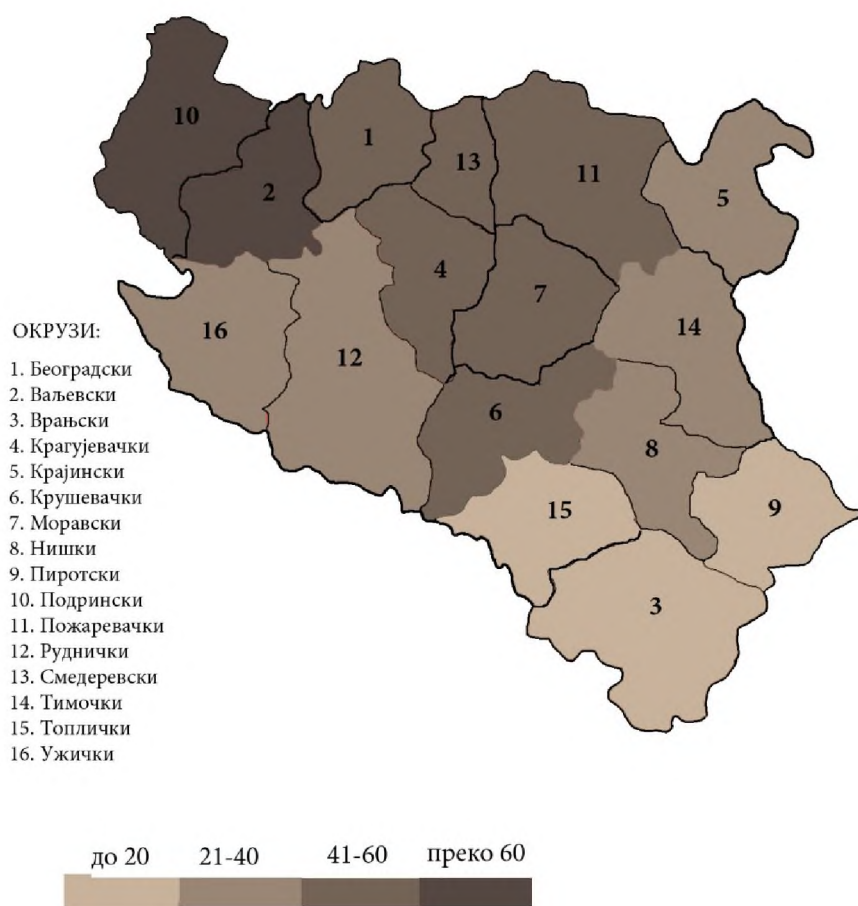 10
1
13
11
2
5
4
7
16
14
12
6
8
15
9
3
ОКРУЗИ:
1. Београдски
2. Ваљевски
3. Врањски
4. Крагујевачки
5. Крајински
6. Крушевачки
7. Моравски
8. Нишки
9. Пиротски
10. Подрински
11. Пожаревачки
12. Руднички
13. Смедеревски
14. Тимочки
15. Топлички
16. Ужички
до 20 21-40 41-60 преко 60